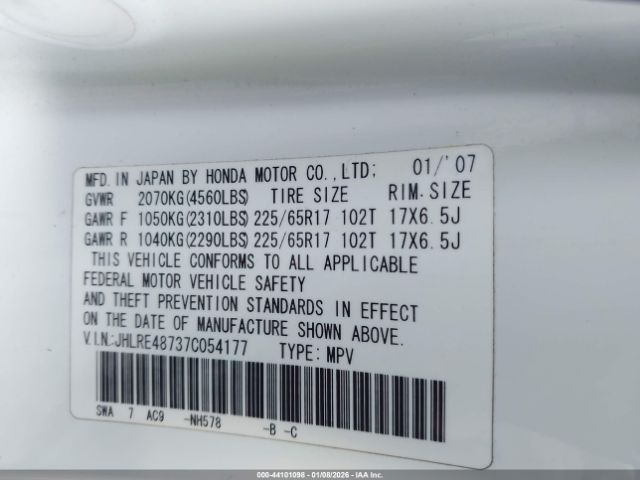 MFD. IN JAPAN BY HONDA MOTOR CO.,LTD; 01/'07
GVWR 2070KG(4560LBS) TIRE SIZE RIM.SIZE
GAWR F 1050KG(2310LBS) 225/65R17 102T 17X6.5J
GAWR R 1040KG(2290LBS) 225/65R17 102T 17X6.5J
THIS VEHICLE CONFORMS TO ALL APPLICABLE
FEDERAL MOTOR VEHICLE SAFETY
AND THEFT PREVENTION STANDARDS IN EFFECT
ON THE DATE OF MANUFACTURE SHOWN ABOVE.
V.I.N:JHLRE48737C054177 TYPE: MPV
SWA 7 AC9 -NH578 -B -C
000-44101098 - 01/08/2026 - Copyright © IAA.